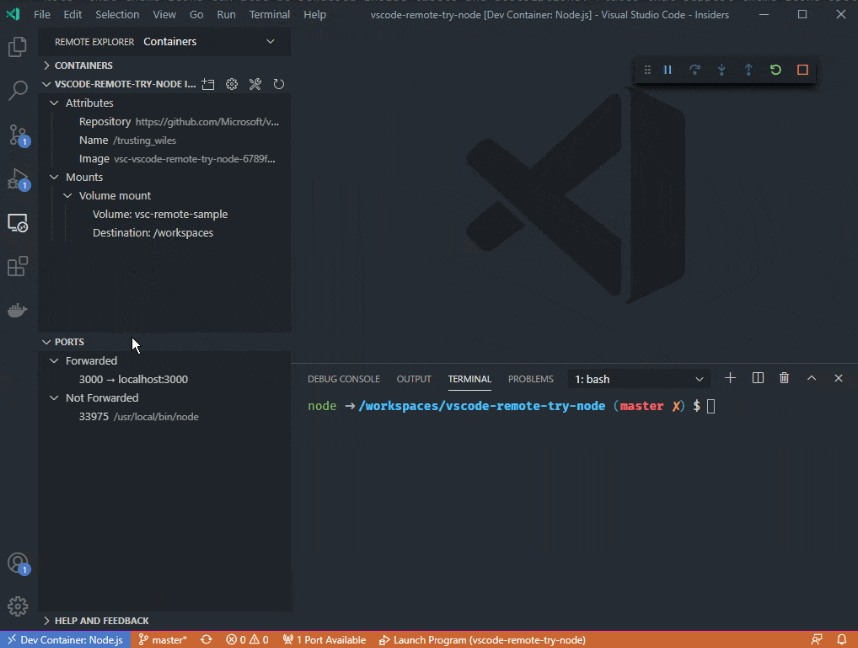 File Edit Selection View Go Run Terminal Help vscode-remote-try-node [Dev Container: Node.js] - Visual Studio Code - Insiders
REMOTE EXPLORER Containers
CONTAINERS
VSCODE-REMOTE-TRY-NODE I...
Attributes
Repository https://github.com/Microsoft/v...
Name /trusting_wiles
Image vsc-vscode-remote-try-node-6789f...
Mounts
Volume mount
Volume: vsc-remote-sample
Destination: /workspaces
1
1
PORTS
Forwarded
3000 → localhost:3000
Not Forwarded
33975 /usr/local/bin/node
DEBUG CONSOLE OUTPUT TERMINAL PROBLEMS 1: bash
node →/workspaces/vscode-remote-try-node (master ✗) $
1
HELP AND FEEDBACK
Dev Container: Node.js master* 0 0 1 Port Available Launch Program (vscode-remote-try-node)